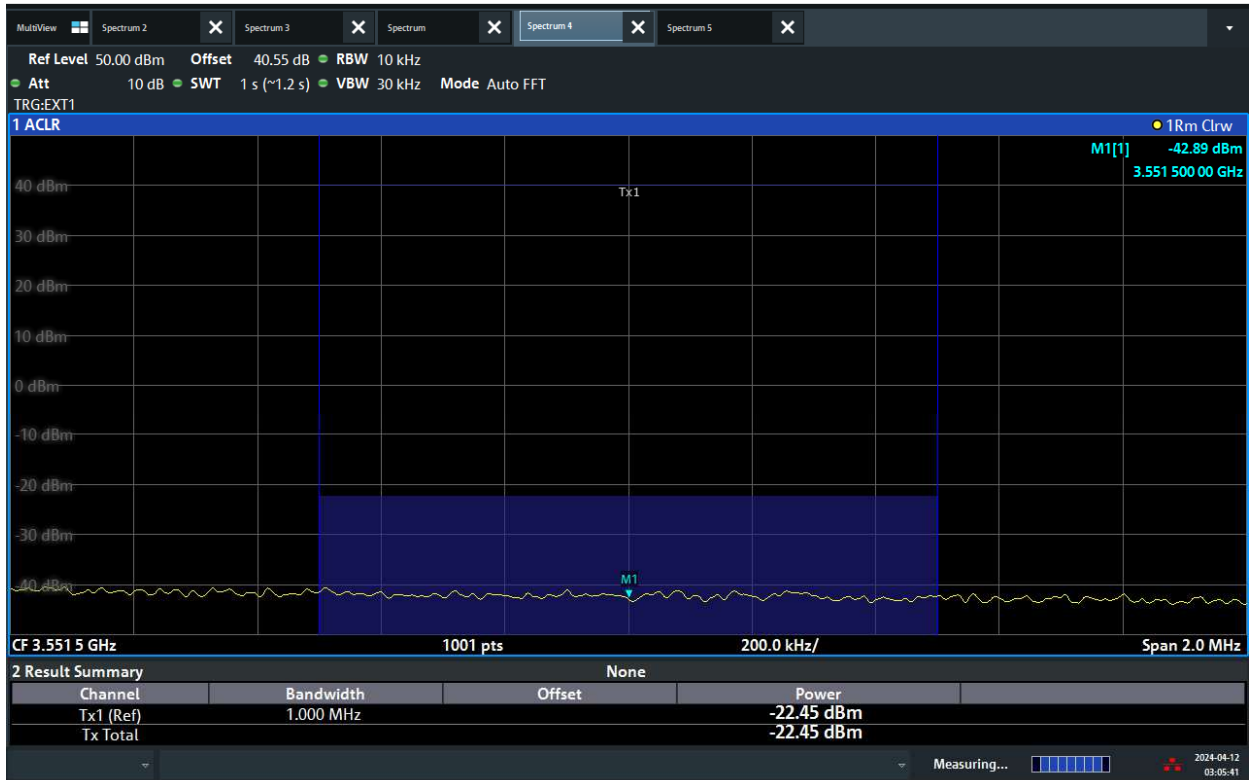 MultiView Spectrum 2 Spectrum 3 Spectrum Spectrum 4 Spectrum 5
Ref Level 50.00 dBm Offset 40.55 dB RBW 10 kHz
Att 10 dB SWT 1 s (~1.2 s) VBW 30 kHz Mode Auto FFT
TRG:EXT1
1 ACLR 1Rm Clrw
M1[1] -42.89 dBm
3.551 500 00 GHz
40 dBm
Tx1
30 dBm
20 dBm
10 dBm
0 dBm
-10 dBm
-20 dBm
-30 dBm
-40 dBm
M1
CF 3.551 5 GHz 1001 pts 200.0 kHz/ Span 2.0 MHz
2 Result Summary None
Channel Bandwidth Offset Power
Tx1 (Ref) 1.000 MHz -22.45 dBm
Tx Total -22.45 dBm
Measuring... 2024-04-12
03:05:41